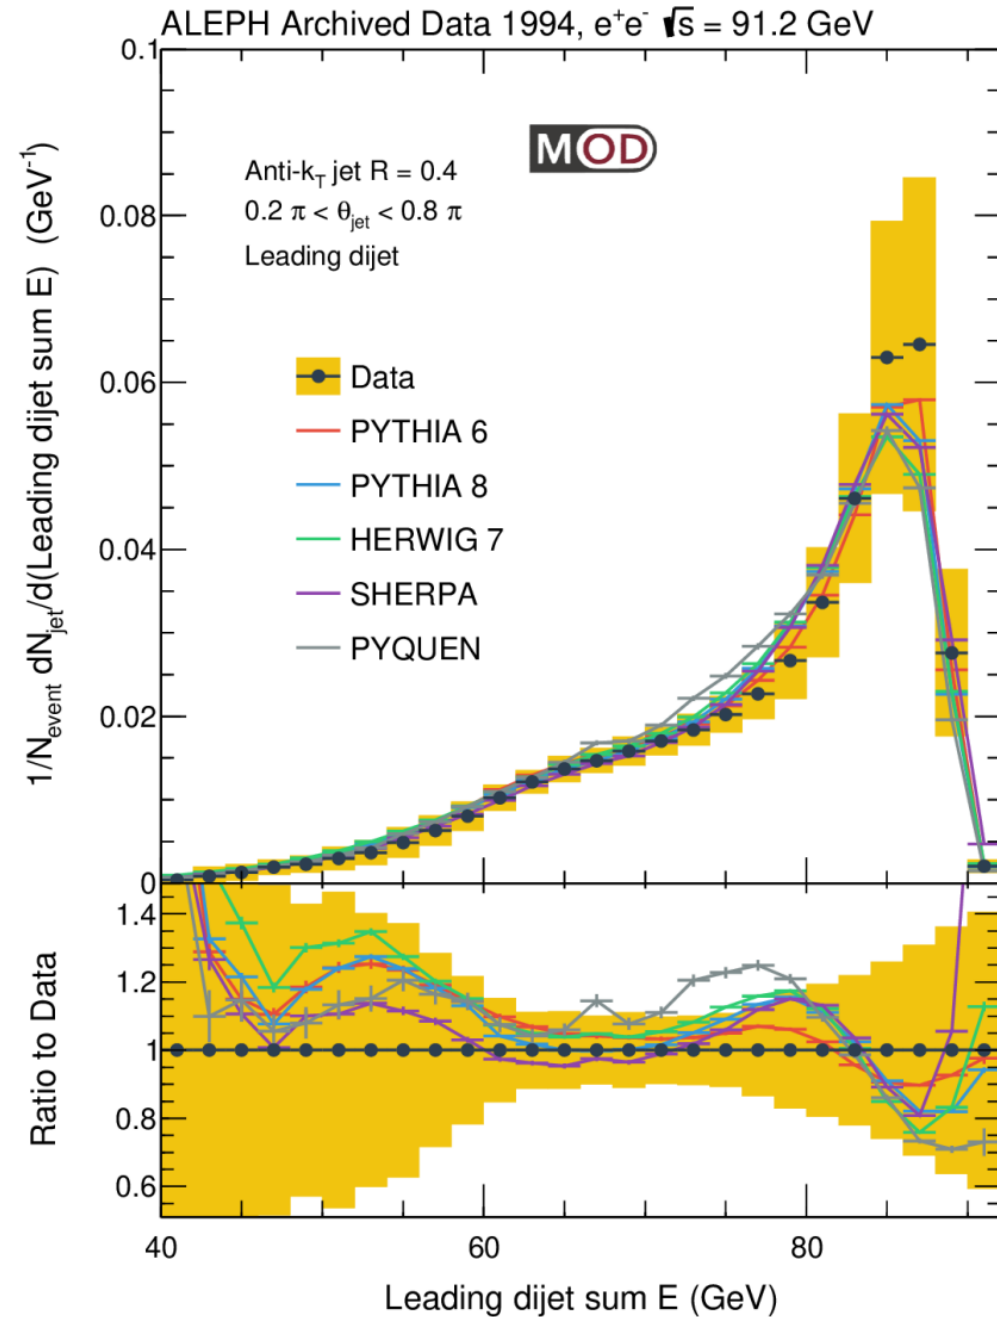 ALEPH Archived Data 1994, e⁺e⁻ √s = 91.2 GeV
MOD
Anti-k_T jet R = 0.4
0.2 π < θ_jet < 0.8 π
Leading dijet
Data
PYTHIA 6
PYTHIA 8
HERWIG 7
SHERPA
PYQUEN
1/N_event dN_jet/d(Leading dijet sum E) (GeV⁻¹)
0.1
0.08
0.06
0.04
0.02
0
Ratio to Data
1.4
1.2
1
0.8
0.6
40 60 80
Leading dijet sum E (GeV)